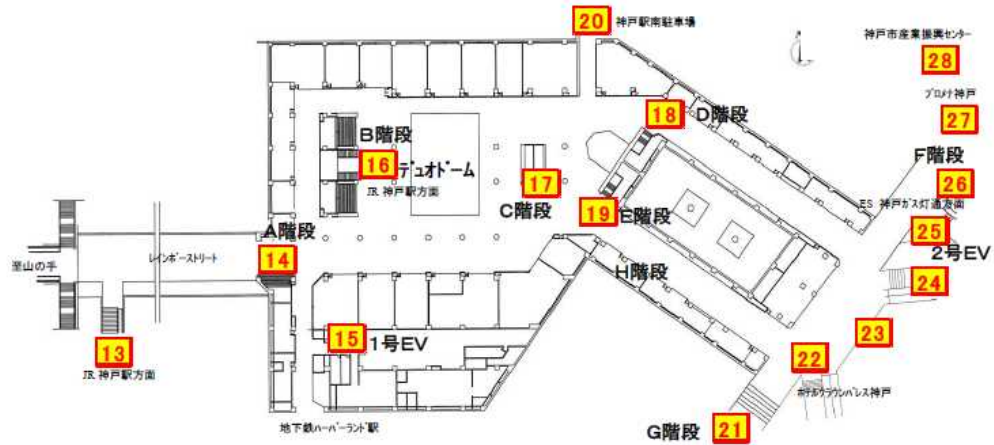 20
神戸駅南駐車場
神戸市産業振興センター
28
プロメナ神戸
27
18
D階段
B階段
16
デュオドーム
JR 神戸駅方面
17
C階段
F階段
26
19
E階段
ES 神戸ガス灯通方面
25
2号EV
A階段
14
レインボーストリート
至山の手
H階段
24
13
JR 神戸駅方面
15
1号EV
23
22
ホテルクラウンパレス神戸
地下鉄ハーバーランド駅
G階段
21